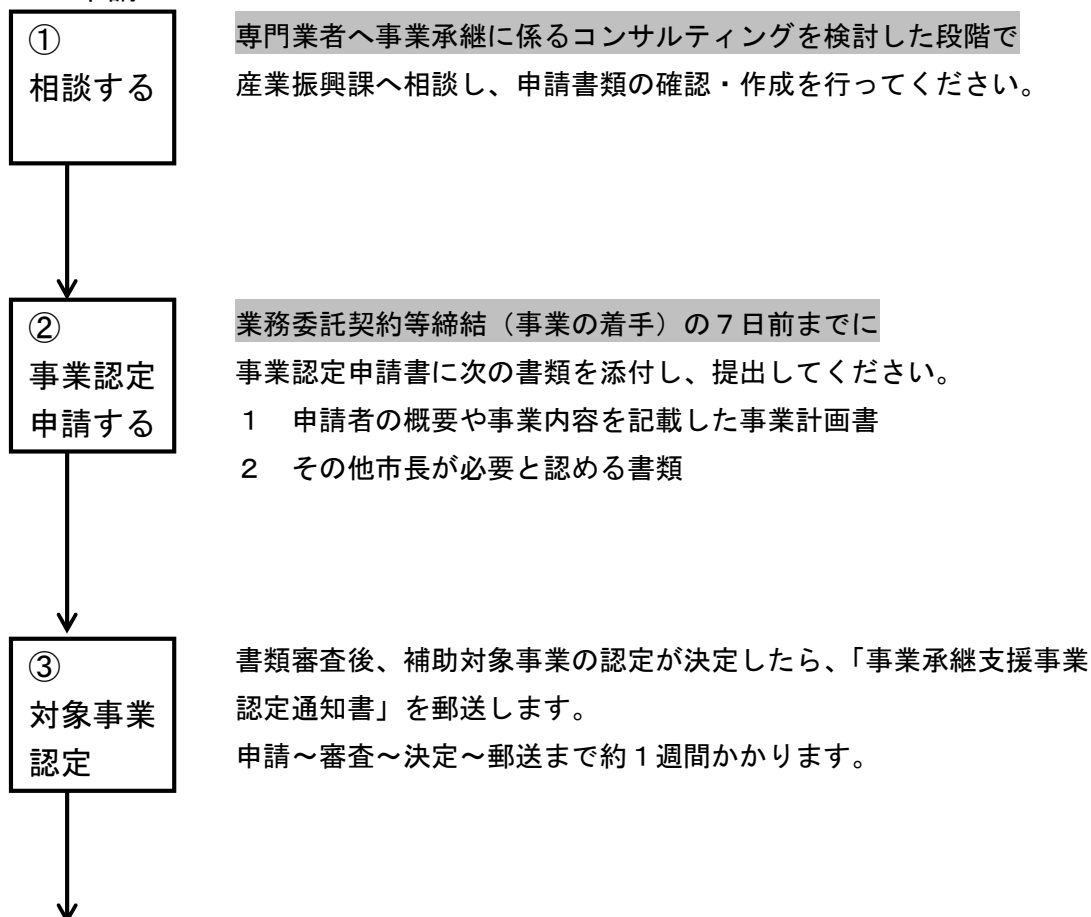 ①
相談する
専門業者へ事業承継に係るコンサルティングを検討した段階で
産業振興課へ相談し、申請書類の確認・作成を行ってください。
②
事業認定
申請する
業務委託契約等締結（事業の着手）の７日前までに
事業認定申請書に次の書類を添付し、提出してください。
１　申請者の概要や事業内容を記載した事業計画書
２　その他市長が必要と認める書類
③
対象事業
認定
書類審査後、補助対象事業の認定が決定したら、「事業承継支援事業
認定通知書」を郵送します。
申請～審査～決定～郵送まで約１週間かかります。